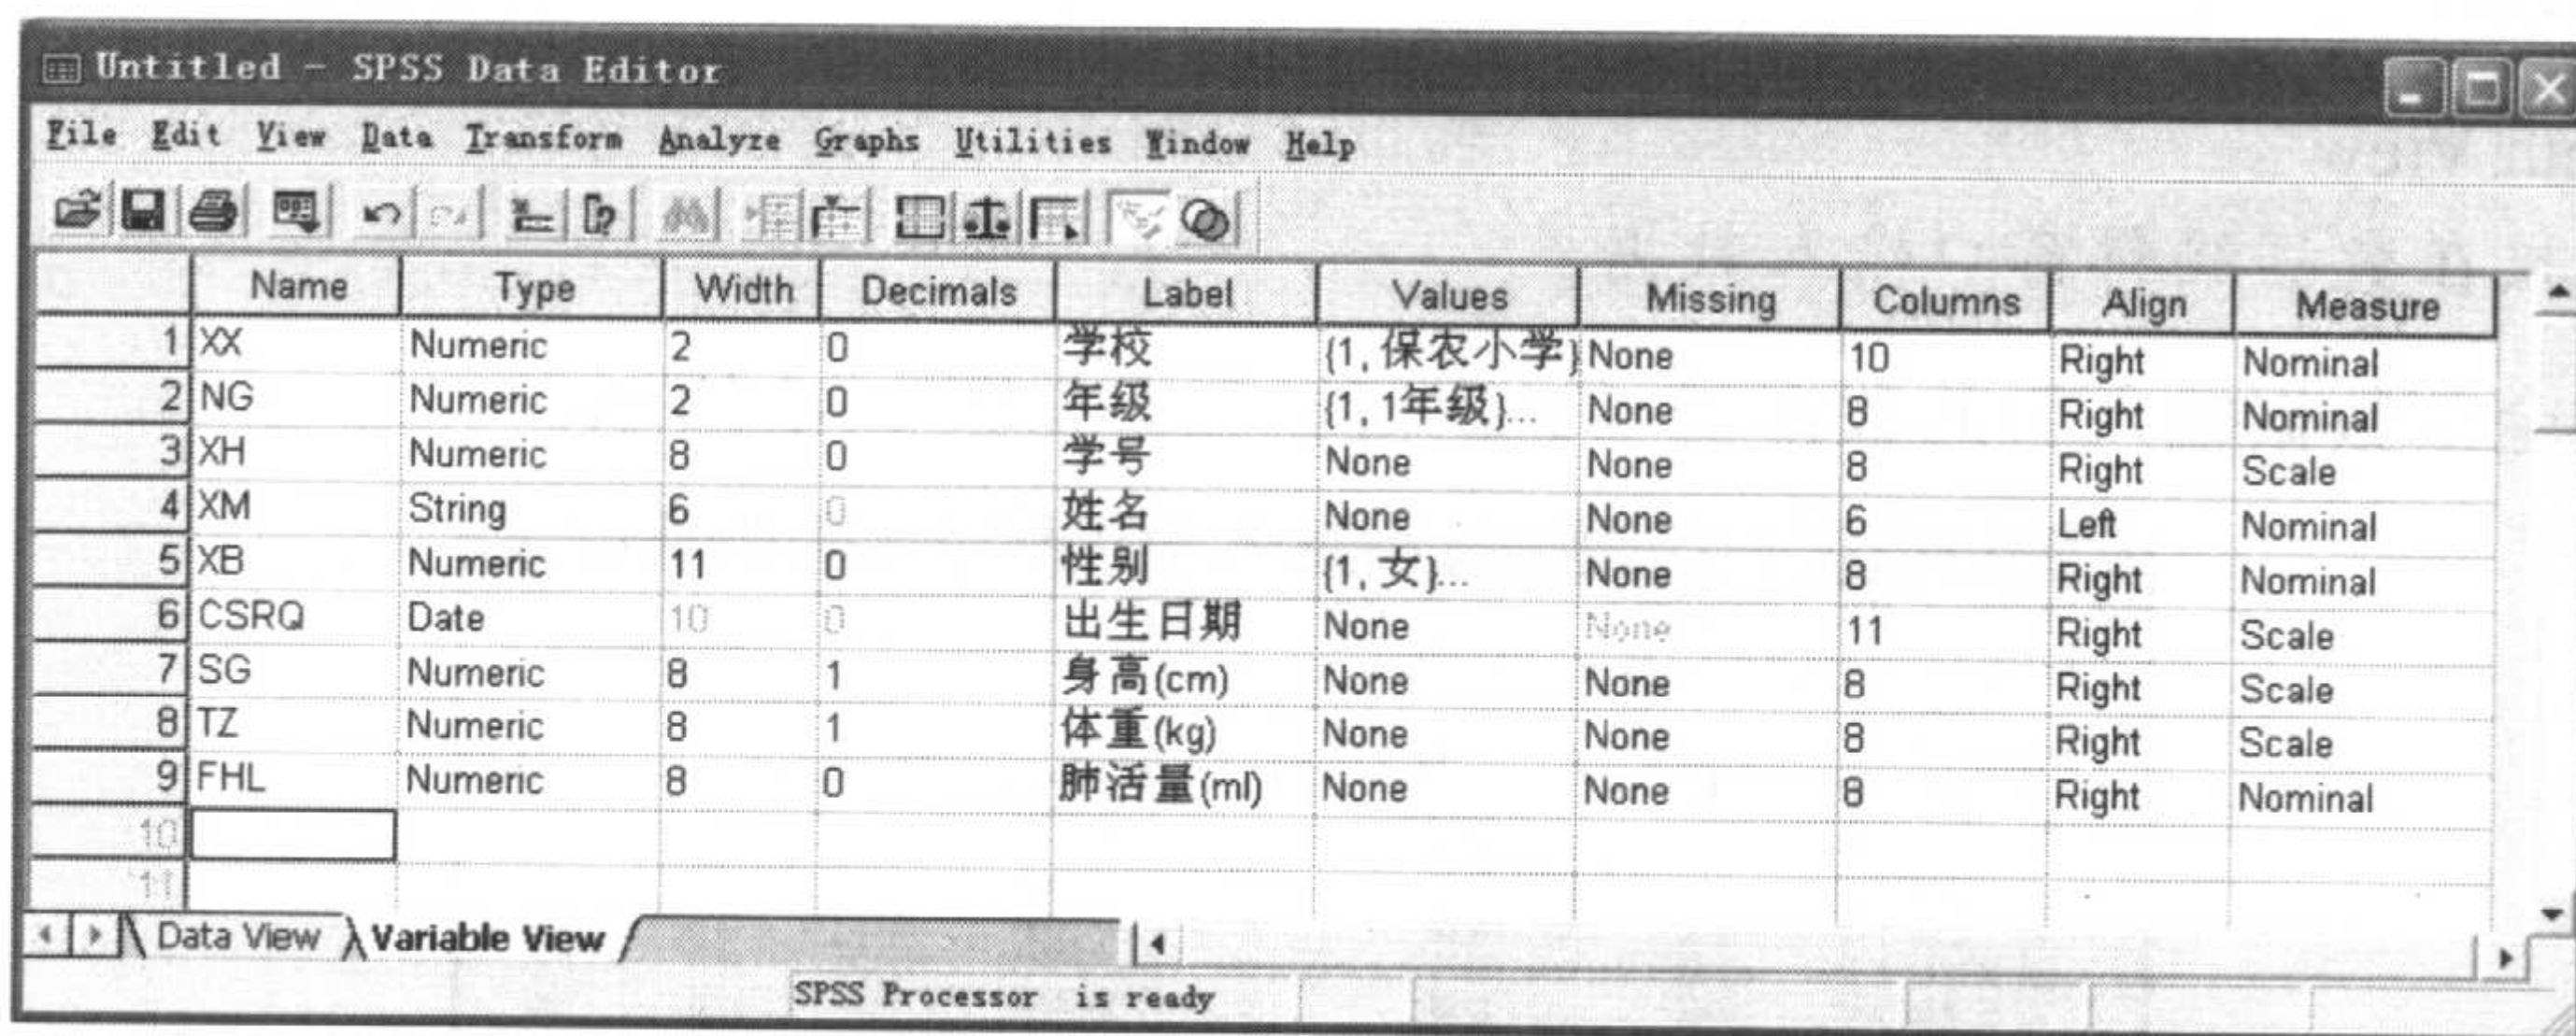 Untitled - SPSS Data Editor
File Edit View Data Transform Analyze Graphs Utilities Window Help
Name Type Width Decimals Label Values Missing Columns Align Measure
1 XX Numeric 2 0 学校 {1, 保农小学} None 10 Right Nominal
2 NG Numeric 2 0 年级 {1, 1年级}... None 8 Right Nominal
3 XH Numeric 8 0 学号 None None 8 Right Scale
4 XM String 6 0 姓名 None None 6 Left Nominal
5 XB Numeric 11 0 性别 {1, 女}... None 8 Right Nominal
6 CSRQ Date 10 0 出生日期 None None 11 Right Scale
7 SG Numeric 8 1 身高(cm) None None 8 Right Scale
8 TZ Numeric 8 1 体重(kg) None None 8 Right Scale
9 FHL Numeric 8 0 肺活量(ml) None None 8 Right Nominal
10
11
Data View Variable View
SPSS Processor is ready